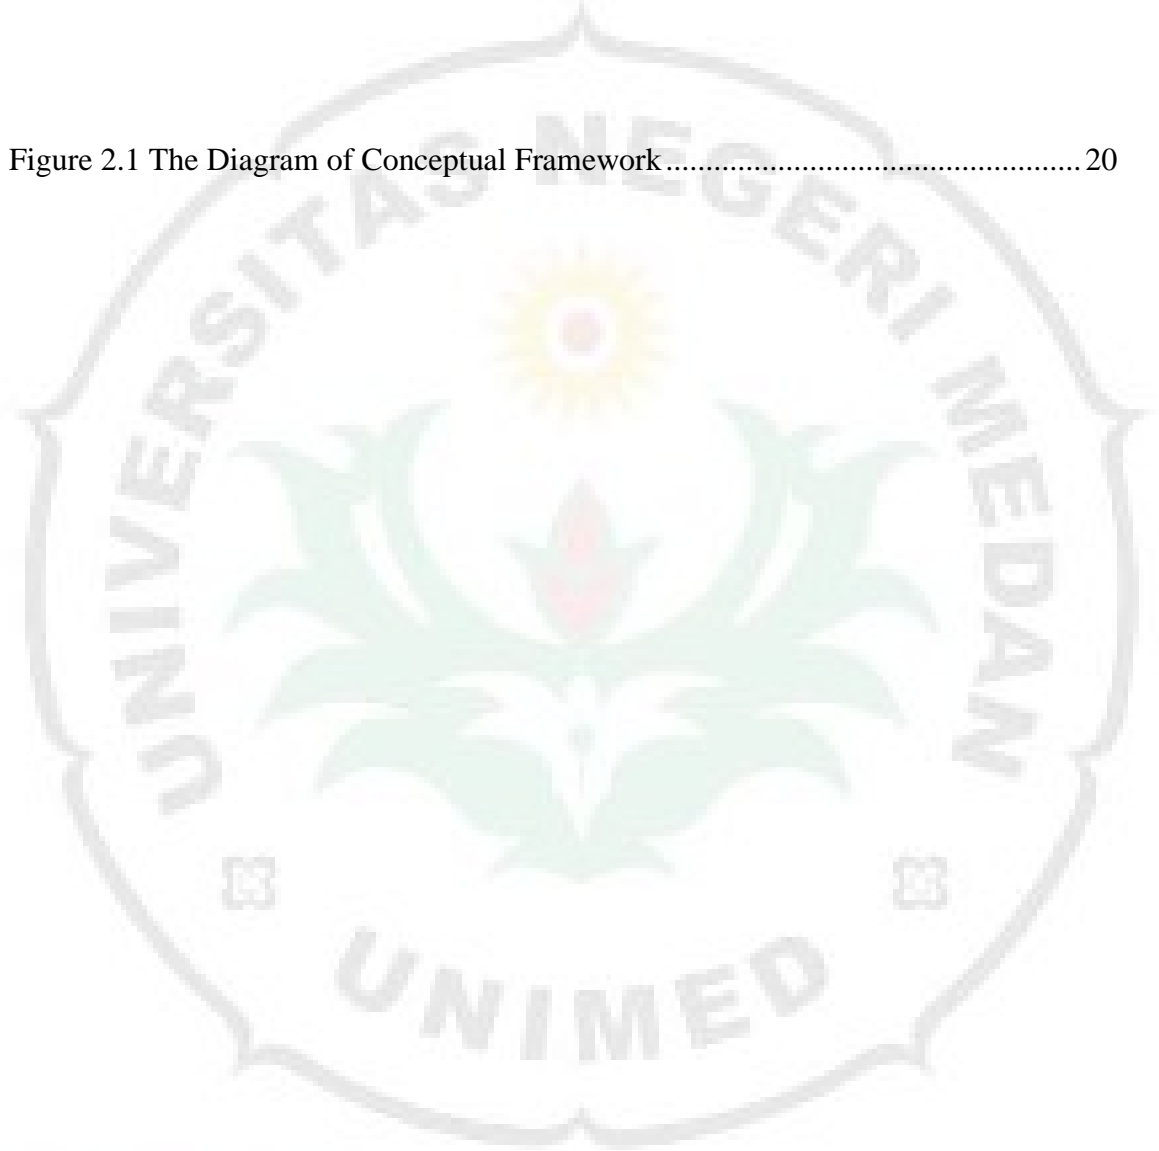 Figure 2.1 The Diagram of Conceptual Framework.................................................... 20
UNIVERSITAS NEGERI MEDAN
UNIMED